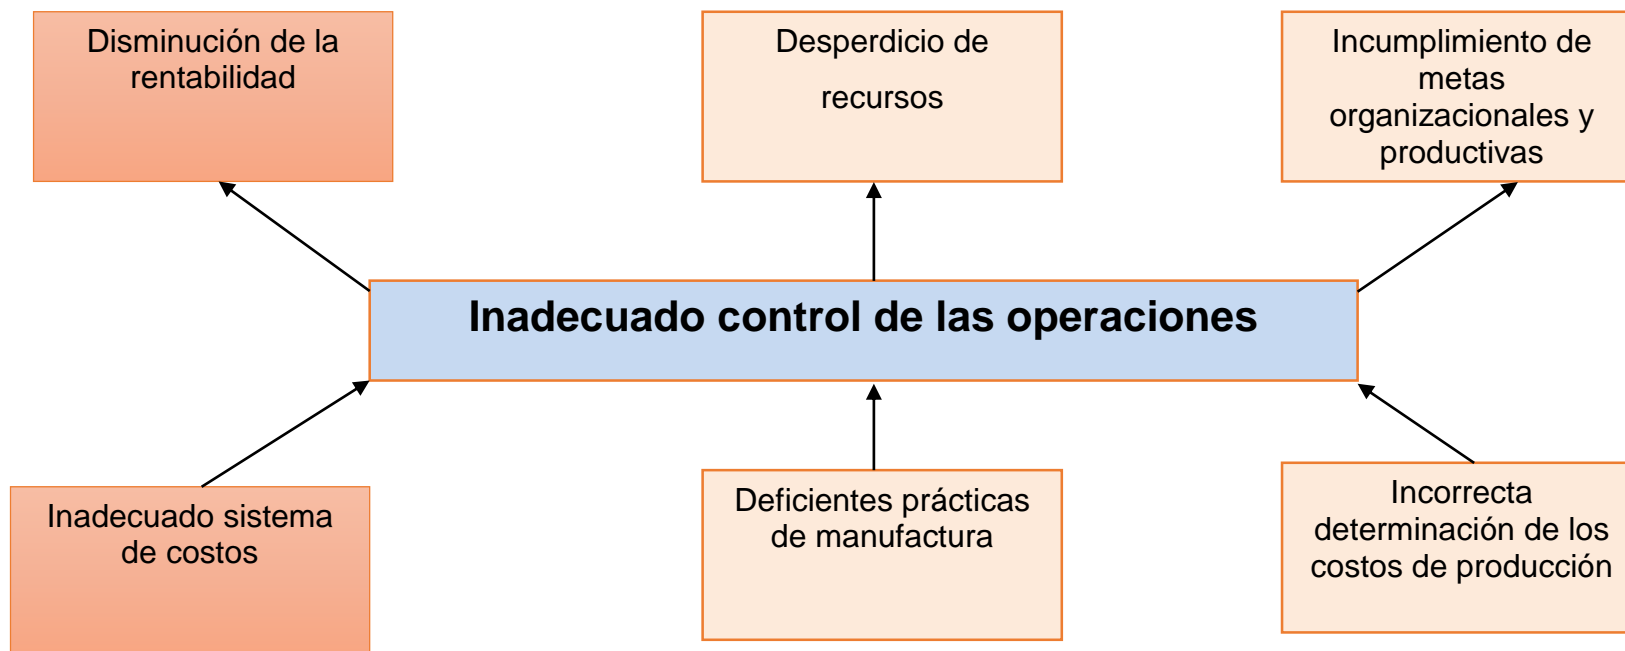 Disminución de la
rentabilidad
Desperdicio de
recursos
Incumplimiento de
metas
organizacionales y
productivas
Inadecuado control de las operaciones
Inadecuado sistema
de costos
Deficientes prácticas
de manufactura
Incorrecta
determinación de los
costos de producción